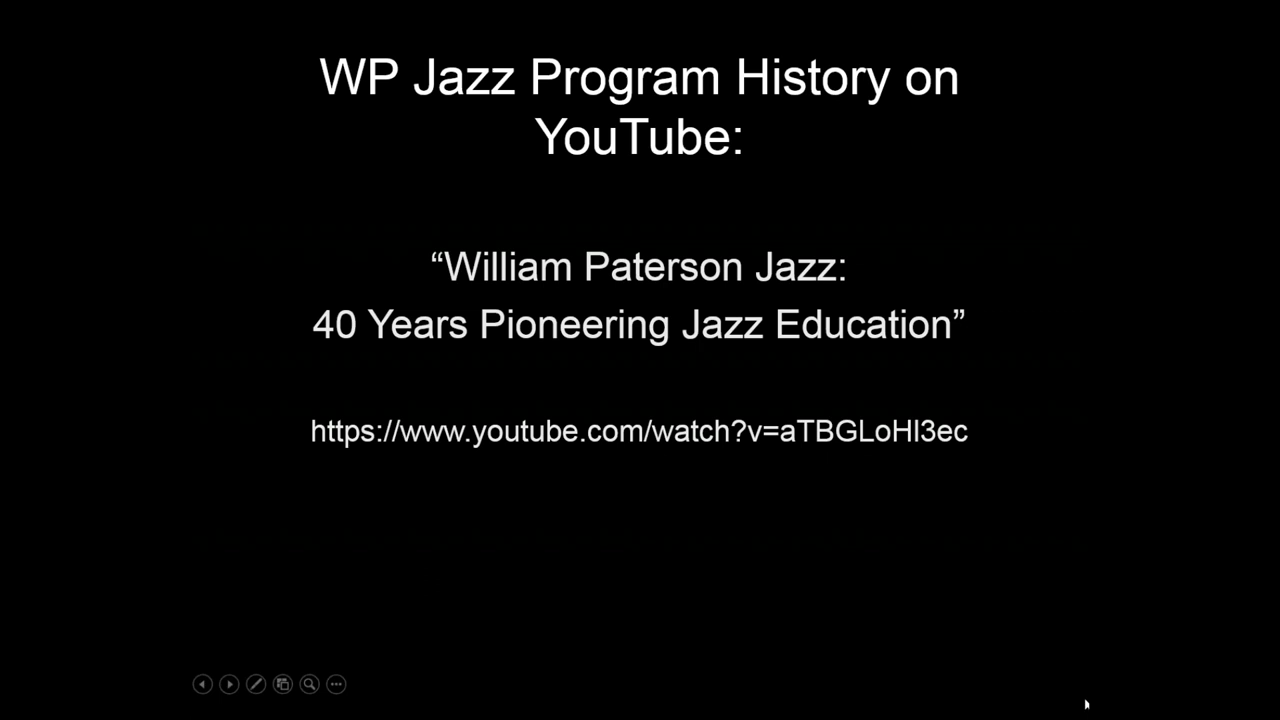 WP Jazz Program History on
YouTube:
“William Paterson Jazz:
40 Years Pioneering Jazz Education”
https://www.youtube.com/watch?v=aTBGLoHI3ec